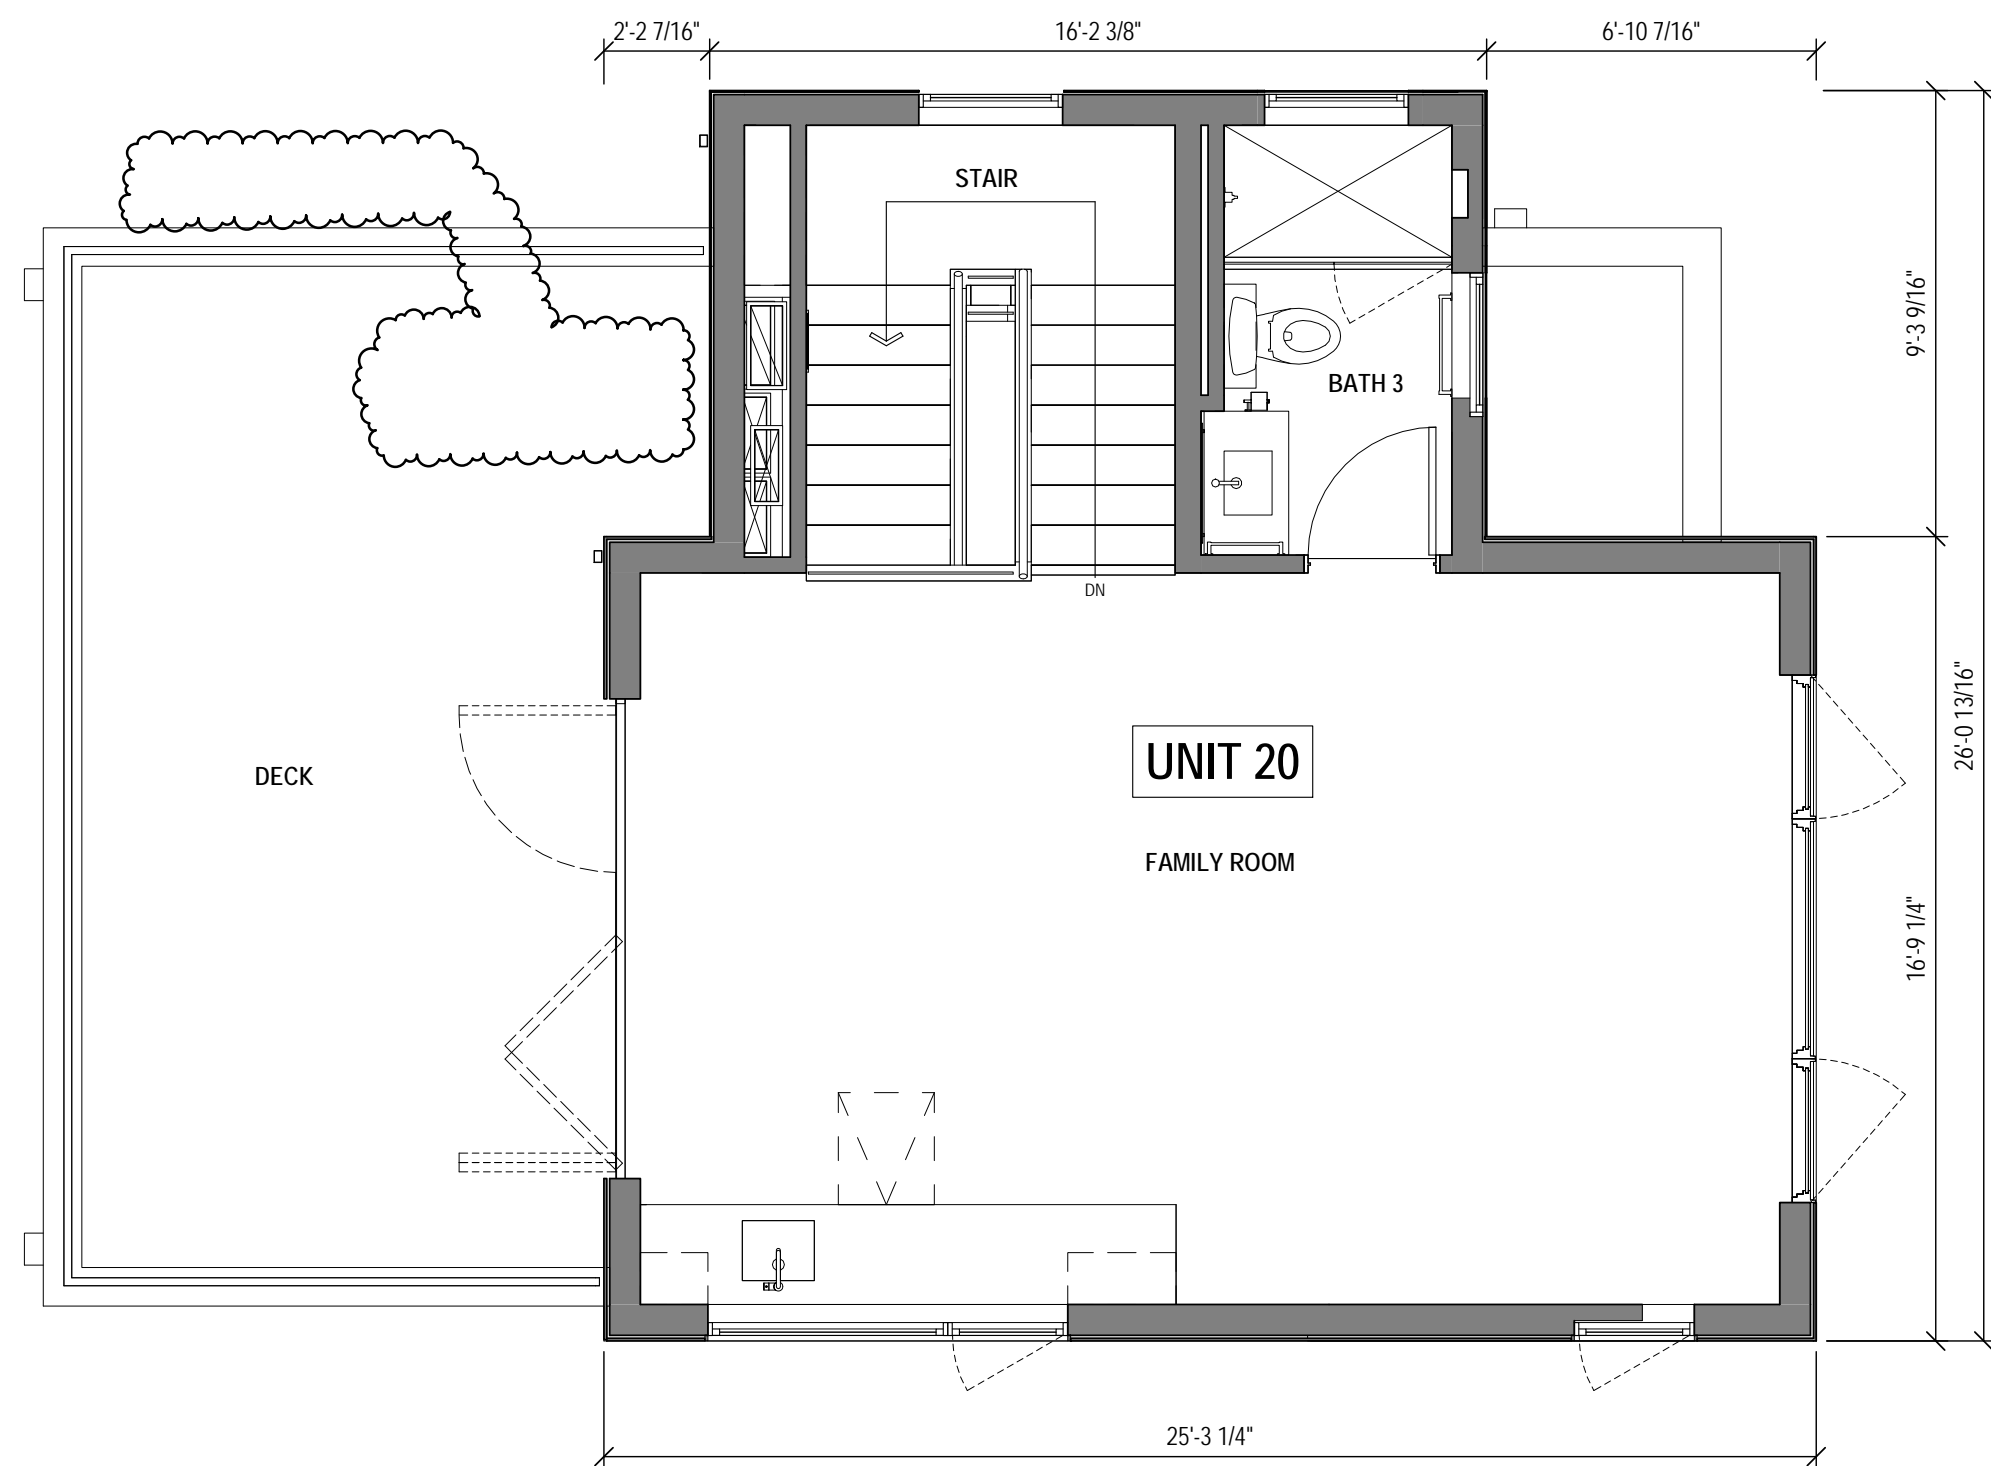 2'-2 7/16"
16'-2 3/8"
6'-10 7/16"
STAIR
BATH 3
9'-3 9/16"
DN
26'-0 13/16"
UNIT 20
DECK
FAMILY ROOM
16'-9 1/4"
25'-3 1/4"